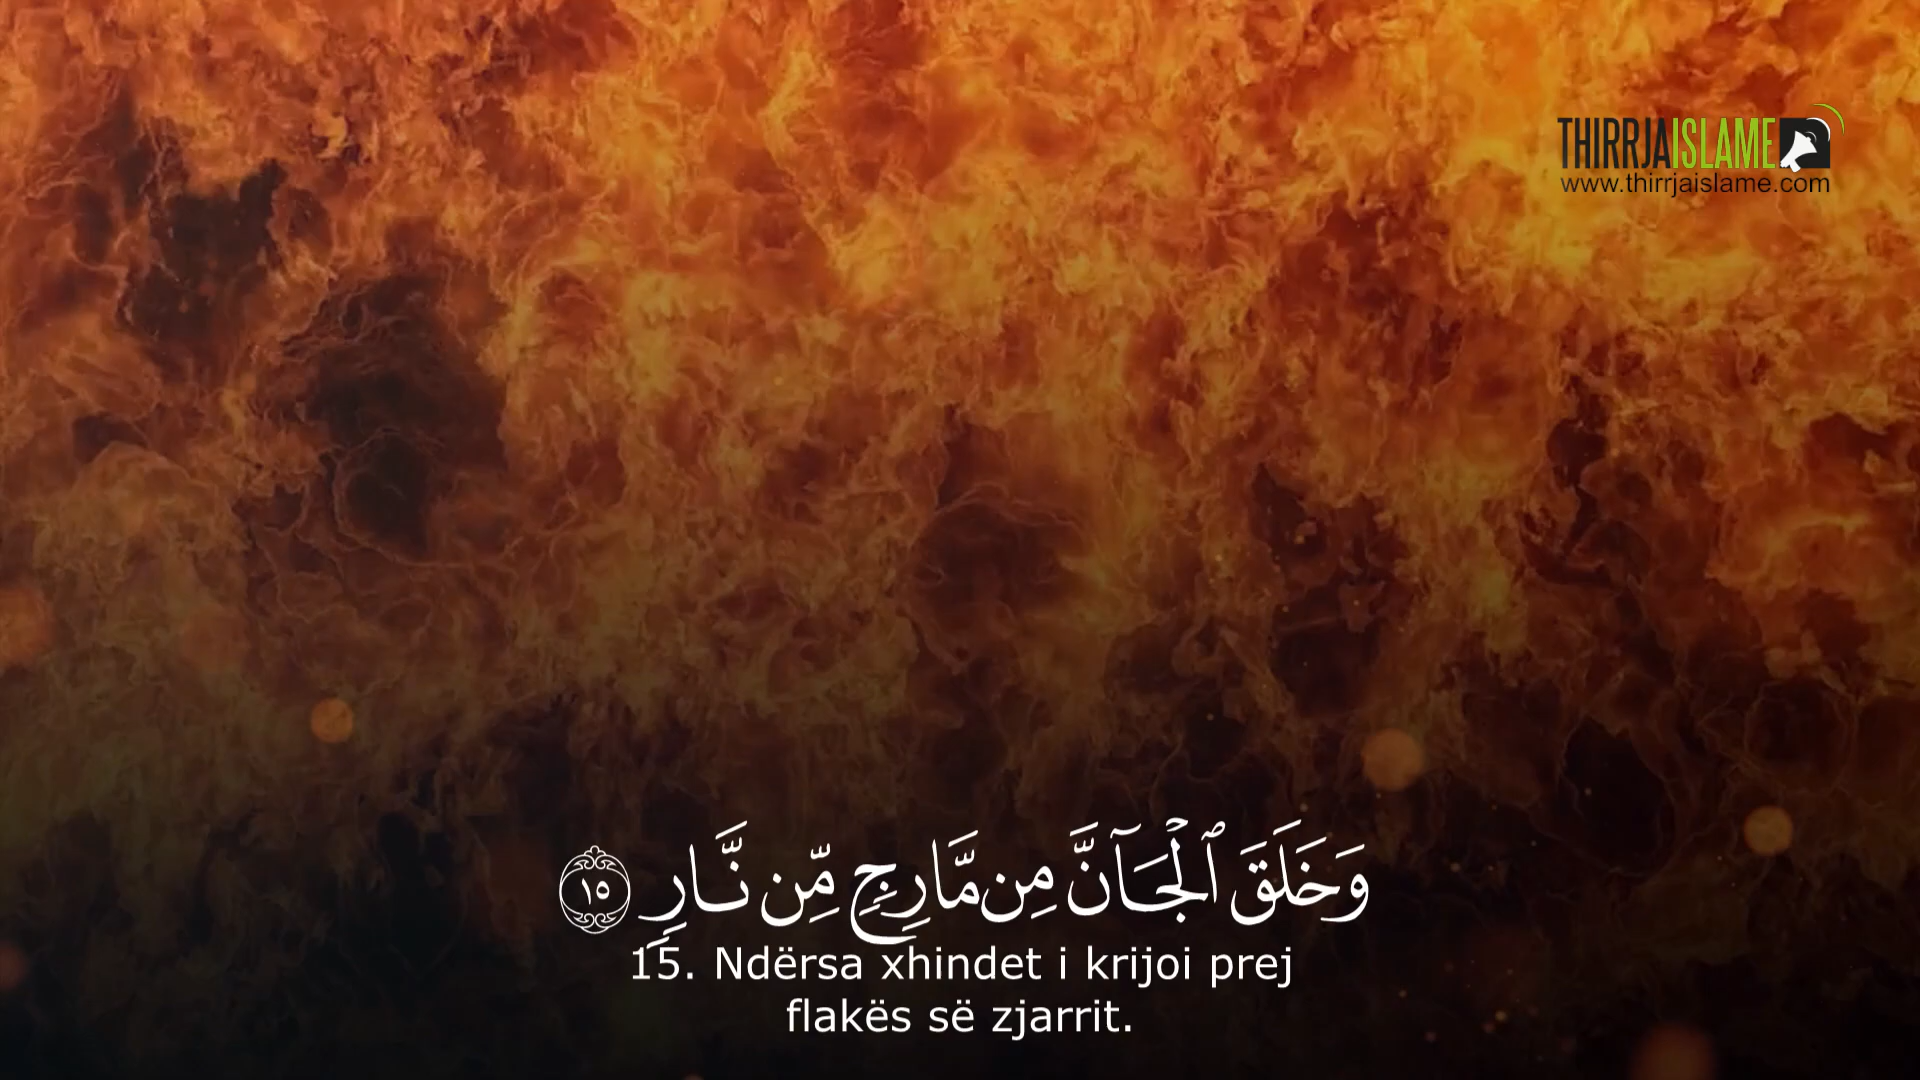 THIRRJAISLAME
www.thirrjaislame.com
وَخَلَقَ ٱلْجَآنَّ مِن مَّارِجٍ مِّن نَّارٍ ١٥
15. Ndërsa xhindet i krijoi prej
flakës së zjarrit.